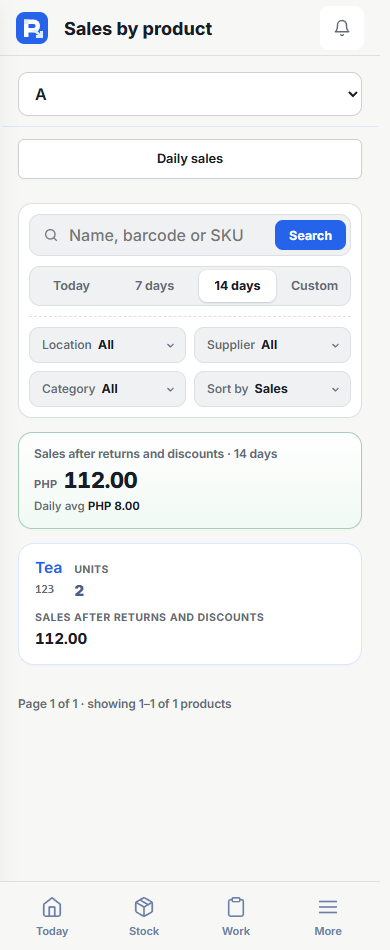 Sales by product
A
Daily sales
Name, barcode or SKU
Search
Today
7 days
14 days
Custom
Location All
Supplier All
Category All
Sort by Sales
Sales after returns and discounts · 14 days
PHP 112.00
Daily avg PHP 8.00
Tea
UNITS
123
2
SALES AFTER RETURNS AND DISCOUNTS
112.00
Page 1 of 1 · showing 1–1 of 1 products
Today
Stock
Work
More